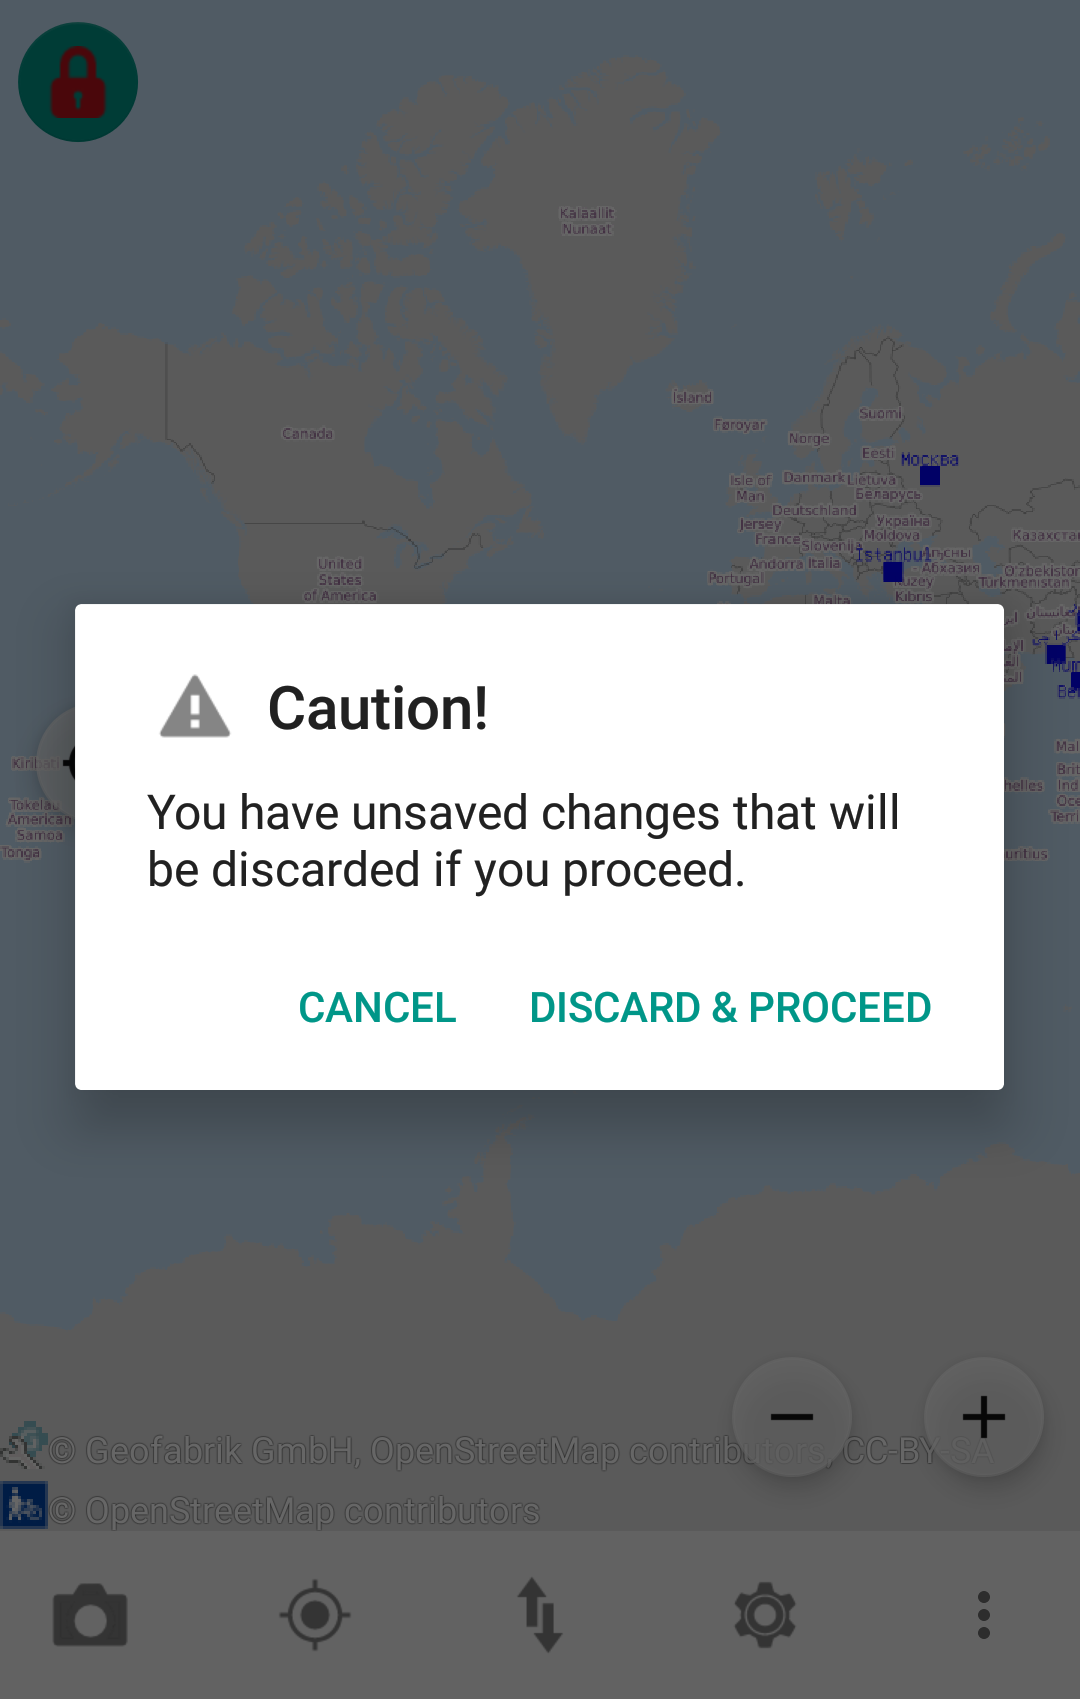 Kalaallit
Nunaat
Ísland
Føroyar
Suomi
Canada
Norge
Eesti
Москва
Isle of
Man
Danmark
Lietuva
Беларусь
Deutschland
Jersey
Україна
France
Slovenija
Moldova
Казахстан
İstanbul
Аҧсны
- Абхазия
Andorra
Italia
United
States
of America
Portugal
Kuzey
Kıbrıs
O'zbekiston
Türkmenistan
Malta
Caution!
You have unsaved changes that will
be discarded if you proceed.
CANCEL
DISCARD & PROCEED
Kiribati
Tokelau
American
Samoa
Tonga
© Geofabrik GmbH, OpenStreetMap contributors, CC-BY-SA
© OpenStreetMap contributors